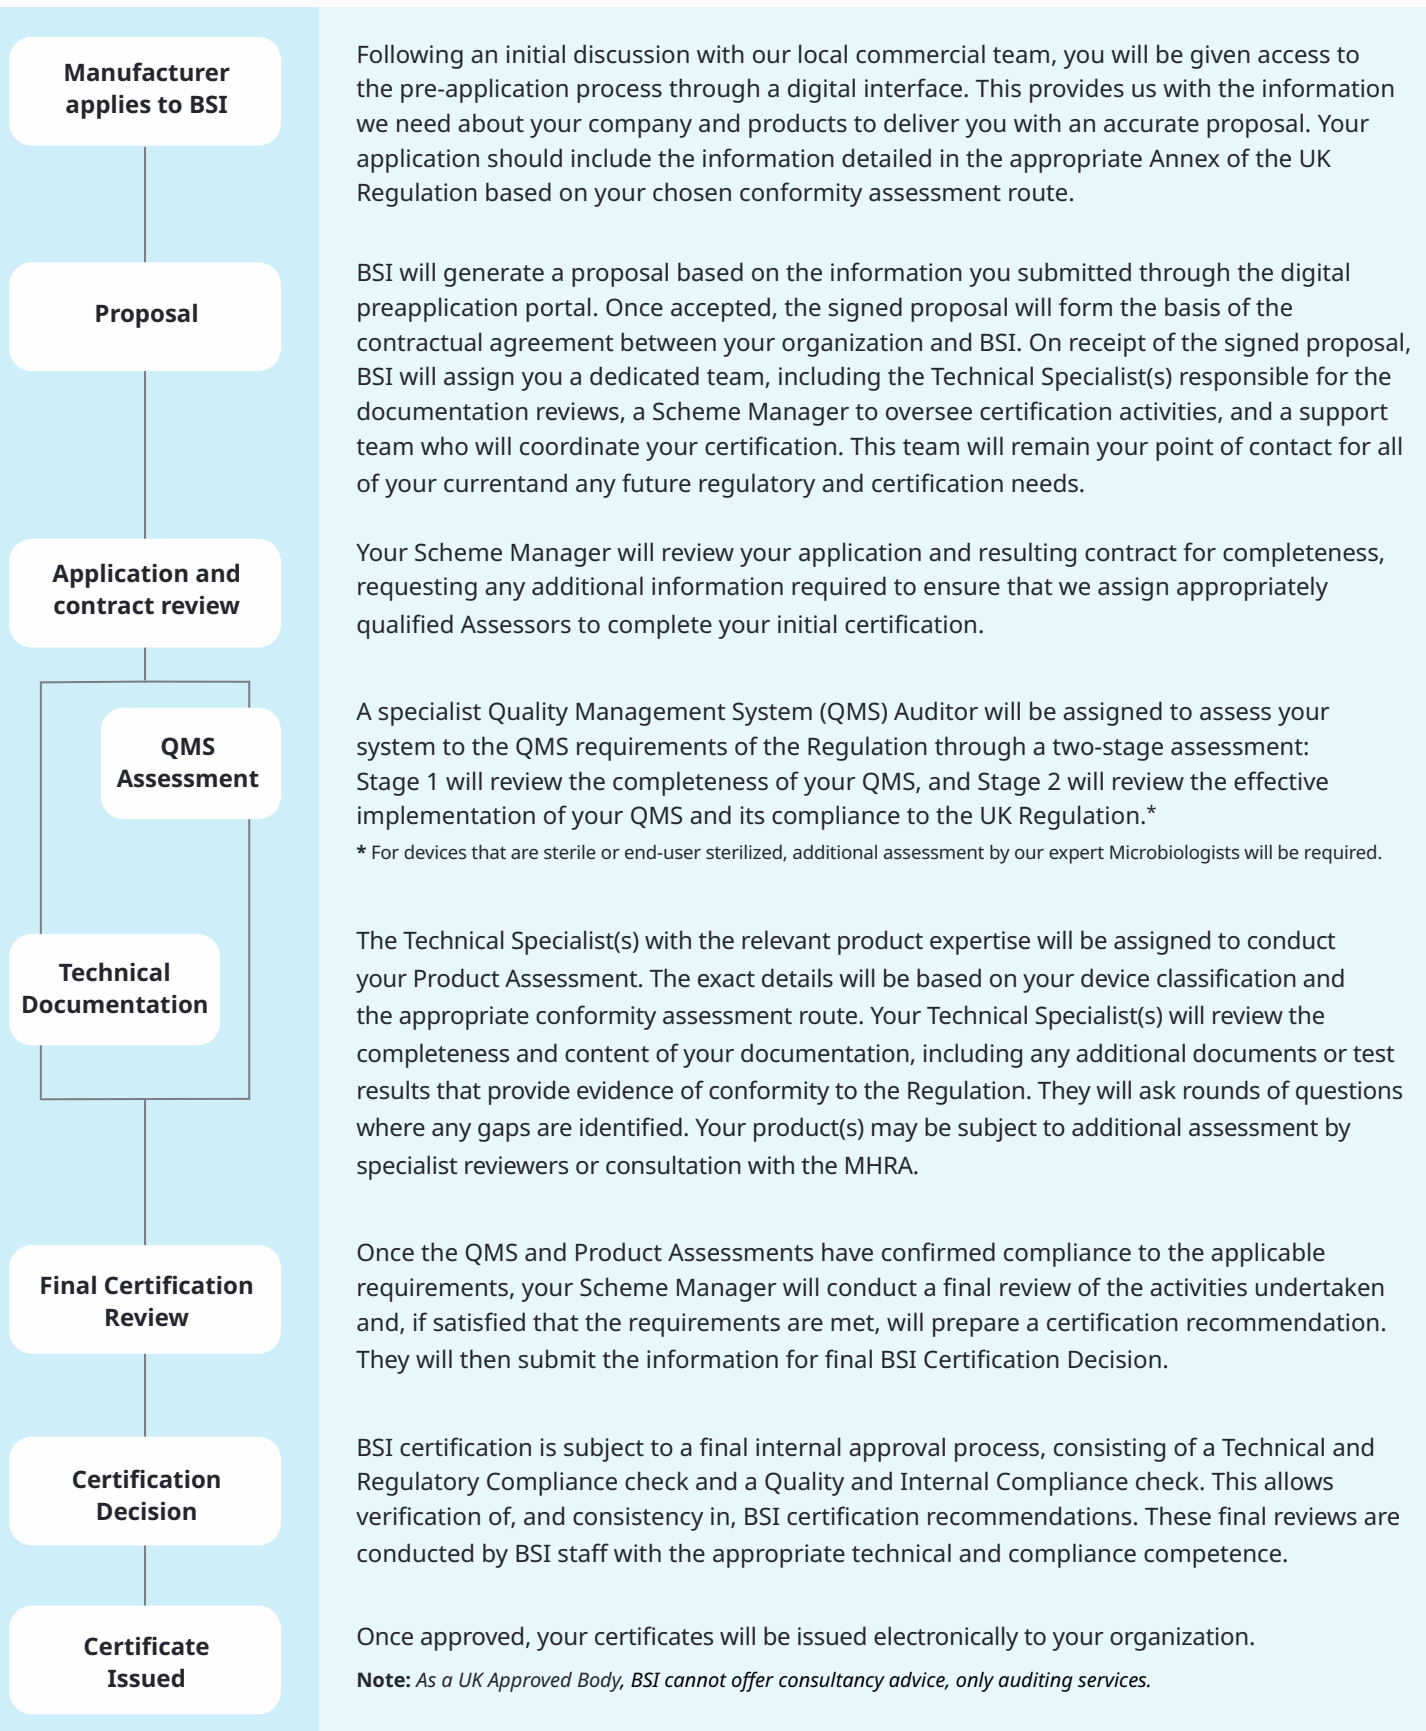 Manufacturer
applies to BSI
Following an initial discussion with our local commercial team, you will be given access to
the pre-application process through a digital interface. This provides us with the information
we need about your company and products to deliver you with an accurate proposal. Your
application should include the information detailed in the appropriate Annex of the UK
Regulation based on your chosen conformity assessment route.
Proposal
BSI will generate a proposal based on the information you submitted through the digital
preapplication portal. Once accepted, the signed proposal will form the basis of the
contractual agreement between your organization and BSI. On receipt of the signed proposal,
BSI will assign you a dedicated team, including the Technical Specialist(s) responsible for the
documentation reviews, a Scheme Manager to oversee certification activities, and a support
team who will coordinate your certification. This team will remain your point of contact for all
of your currentand any future regulatory and certification needs.
Application and
contract review
Your Scheme Manager will review your application and resulting contract for completeness,
requesting any additional information required to ensure that we assign appropriately
qualified Assessors to complete your initial certification.
QMS
Assessment
A specialist Quality Management System (QMS) Auditor will be assigned to assess your
system to the QMS requirements of the Regulation through a two-stage assessment:
Stage 1 will review the completeness of your QMS, and Stage 2 will review the effective
implementation of your QMS and its compliance to the UK Regulation.*
* For devices that are sterile or end-user sterilized, additional assessment by our expert Microbiologists will be required.
Technical
Documentation
The Technical Specialist(s) with the relevant product expertise will be assigned to conduct
your Product Assessment. The exact details will be based on your device classification and
the appropriate conformity assessment route. Your Technical Specialist(s) will review the
completeness and content of your documentation, including any additional documents or test
results that provide evidence of conformity to the Regulation. They will ask rounds of questions
where any gaps are identified. Your product(s) may be subject to additional assessment by
specialist reviewers or consultation with the MHRA.
Final Certification
Review
Once the QMS and Product Assessments have confirmed compliance to the applicable
requirements, your Scheme Manager will conduct a final review of the activities undertaken
and, if satisfied that the requirements are met, will prepare a certification recommendation.
They will then submit the information for final BSI Certification Decision.
Certification
Decision
BSI certification is subject to a final internal approval process, consisting of a Technical and
Regulatory Compliance check and a Quality and Internal Compliance check. This allows
verification of, and consistency in, BSI certification recommendations. These final reviews are
conducted by BSI staff with the appropriate technical and compliance competence.
Certificate
Issued
Once approved, your certificates will be issued electronically to your organization.
Note: As a UK Approved Body, BSI cannot offer consultancy advice, only auditing services.